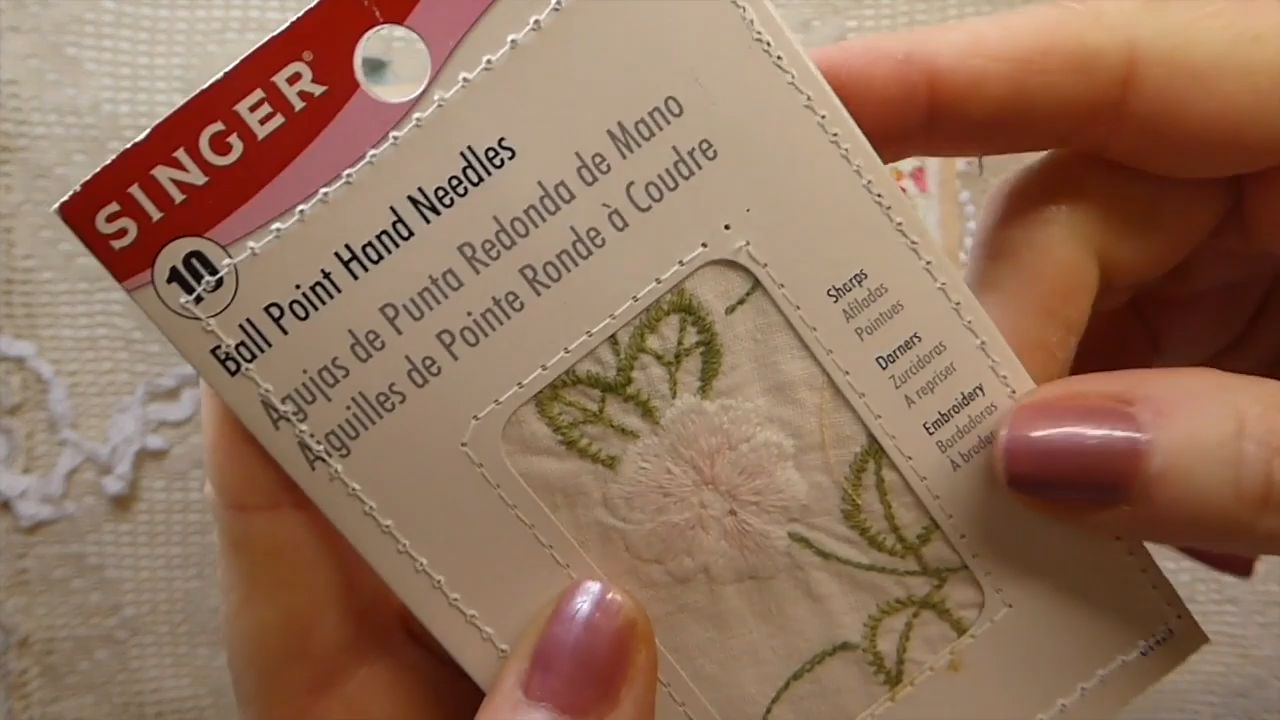 SINGER®
10
Ball Point Hand Needles
Agujas de Punta Redonda de Mano
Aiguilles de Pointe Ronde à Coudre
Sharps
Afiladas
Pointues
Darners
Zurcidoras
A repriser
Embroidery
Bordadoras
À broder